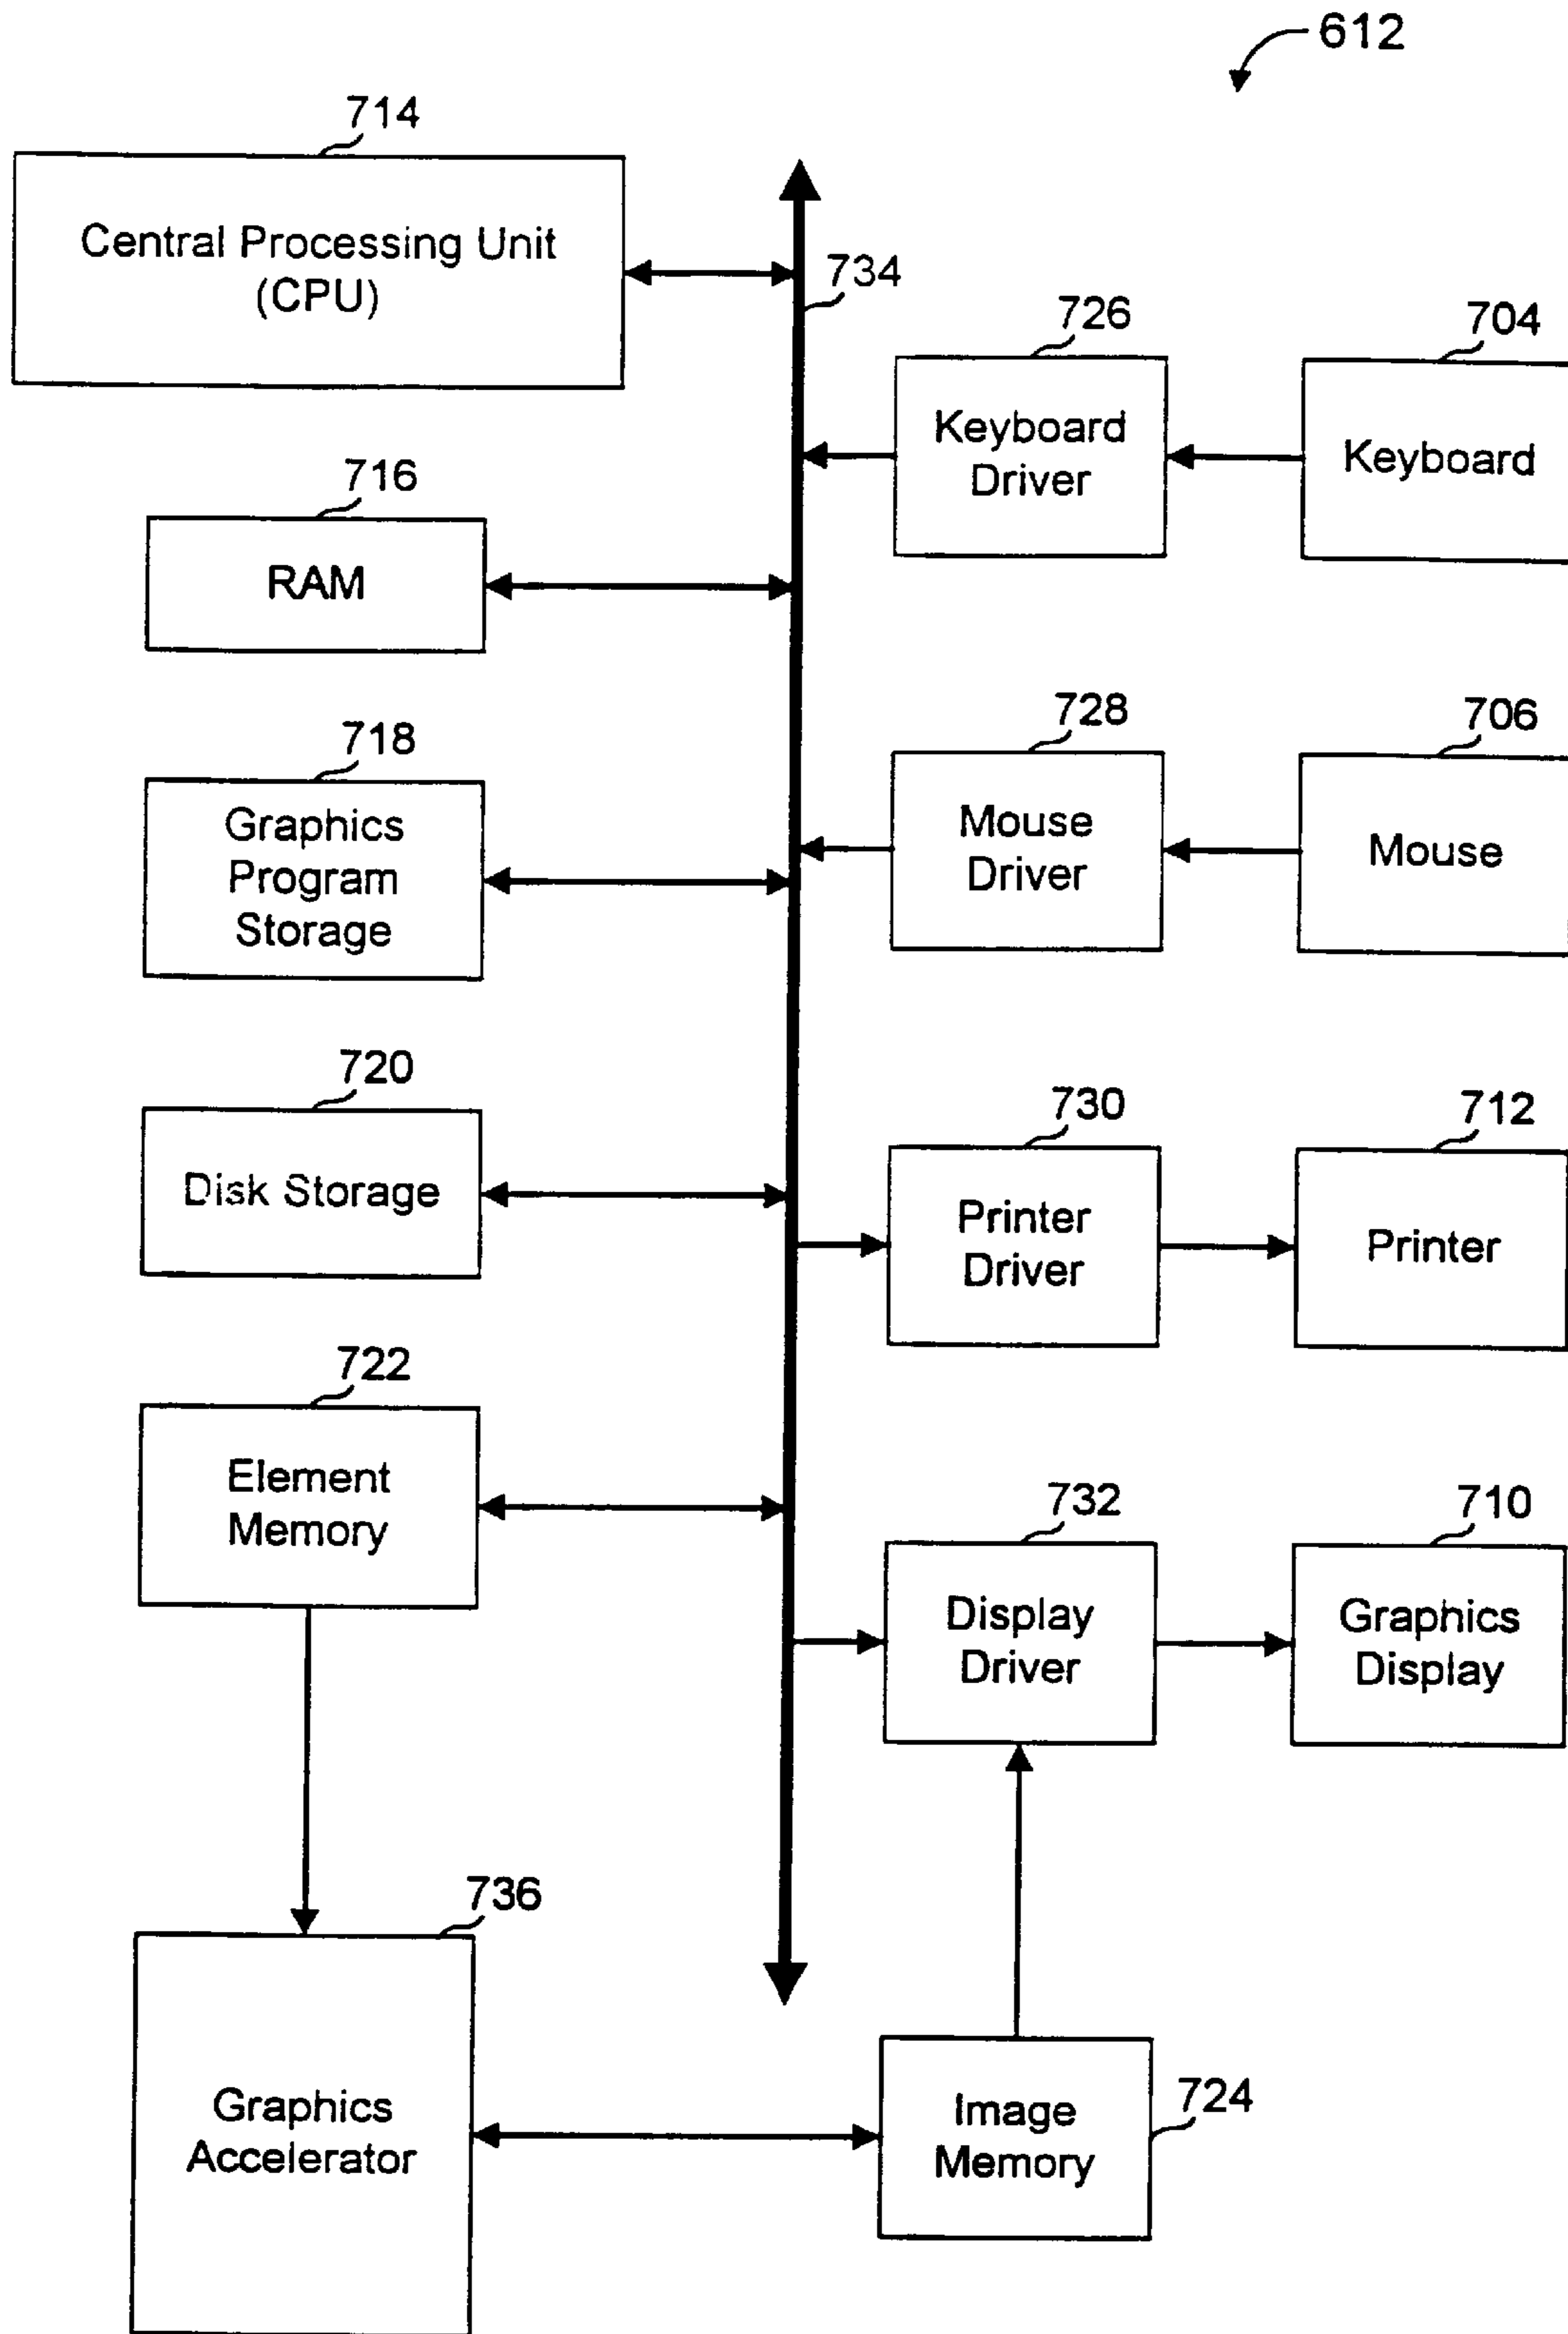 612
714
Central Processing Unit
(CPU)
734
726
Keyboard
Driver
704
Keyboard
716
RAM
728
Mouse
Driver
706
Mouse
718
Graphics
Program
Storage
720
Disk Storage
730
Printer
Driver
712
Printer
722
Element
Memory
732
Display
Driver
710
Graphics
Display
736
Graphics
Accelerator
Image
Memory
724